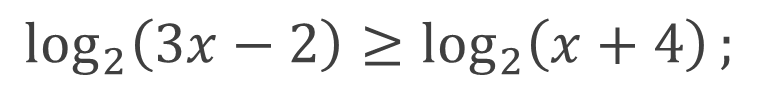 log₂(3x − 2) ≥ log₂(x + 4);